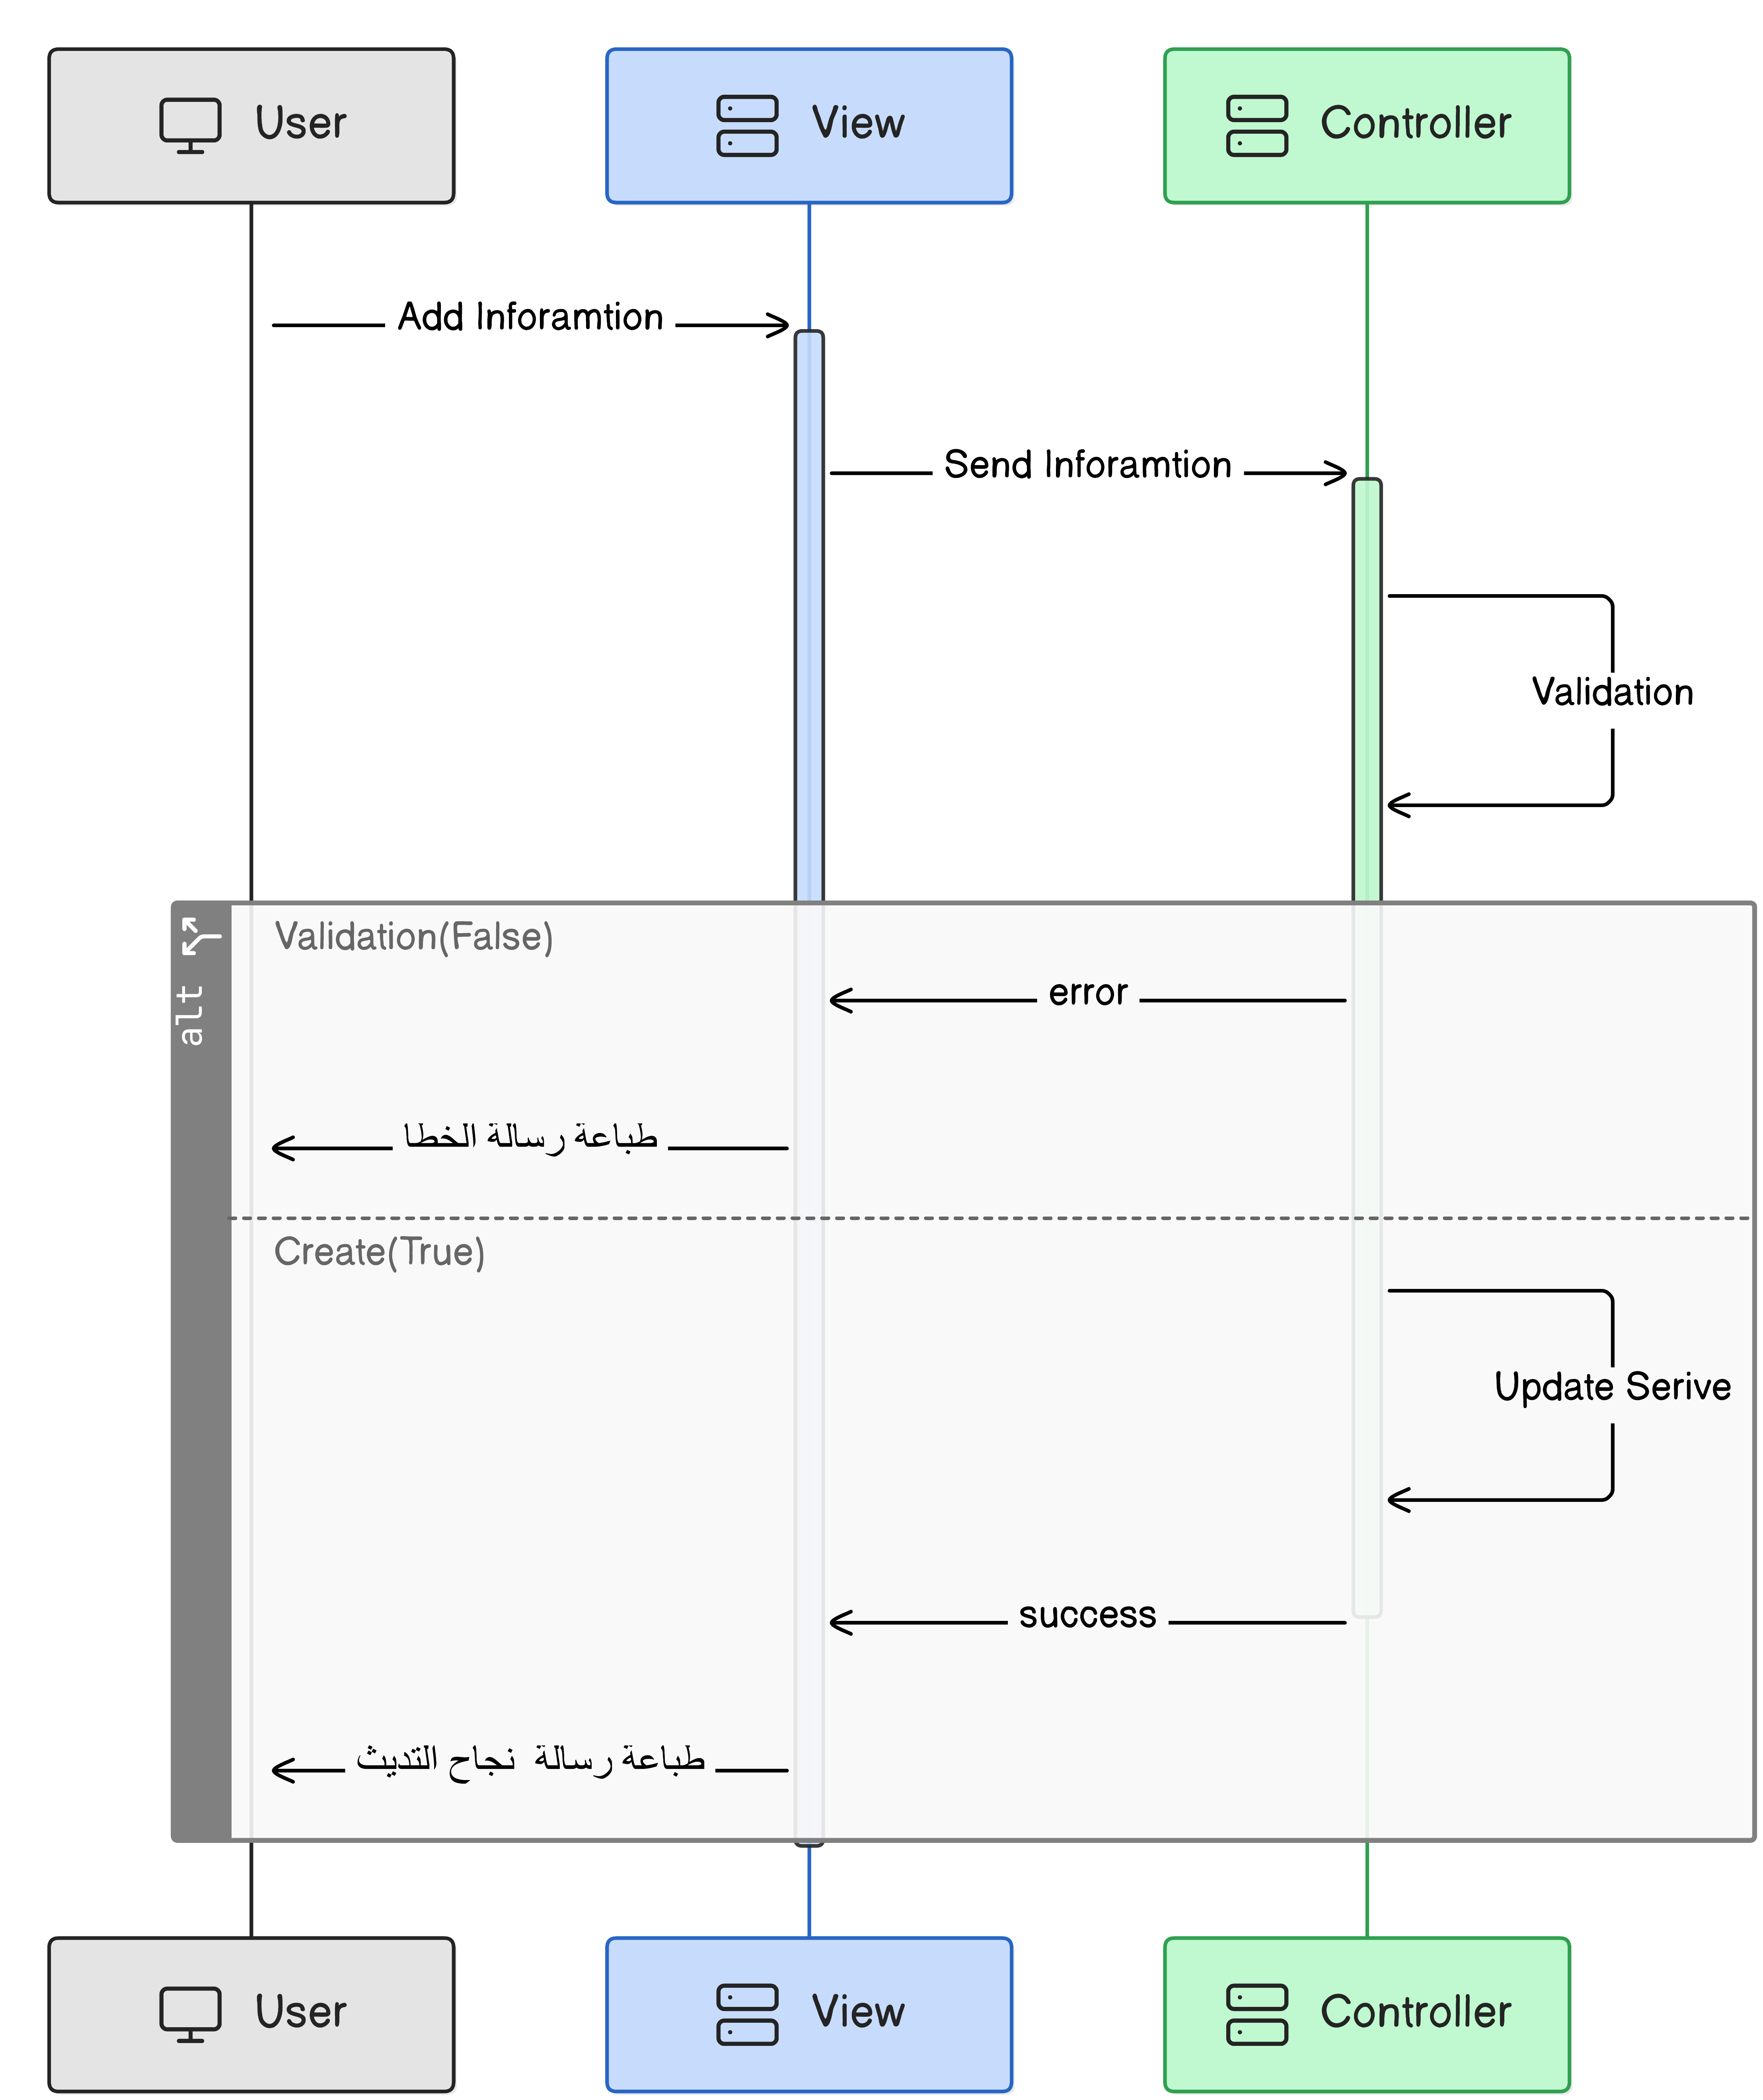 User
View
Controller
Add Inforamtion
Send Inforamtion
Validation
alt
Validation(False)
error
طباعة رسالة الخطا
Create(True)
Update Serive
success
طباعة رسالة نجاح التديث
User
View
Controller